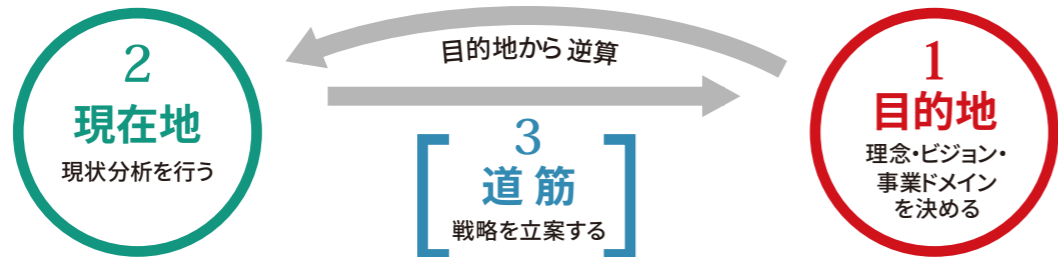 2
現在地
現状分析を行う
目的地から 逆算
3
道筋
戦略を立案する
1
目的地
理念・ビジョン・
事業ドメイン
を決める